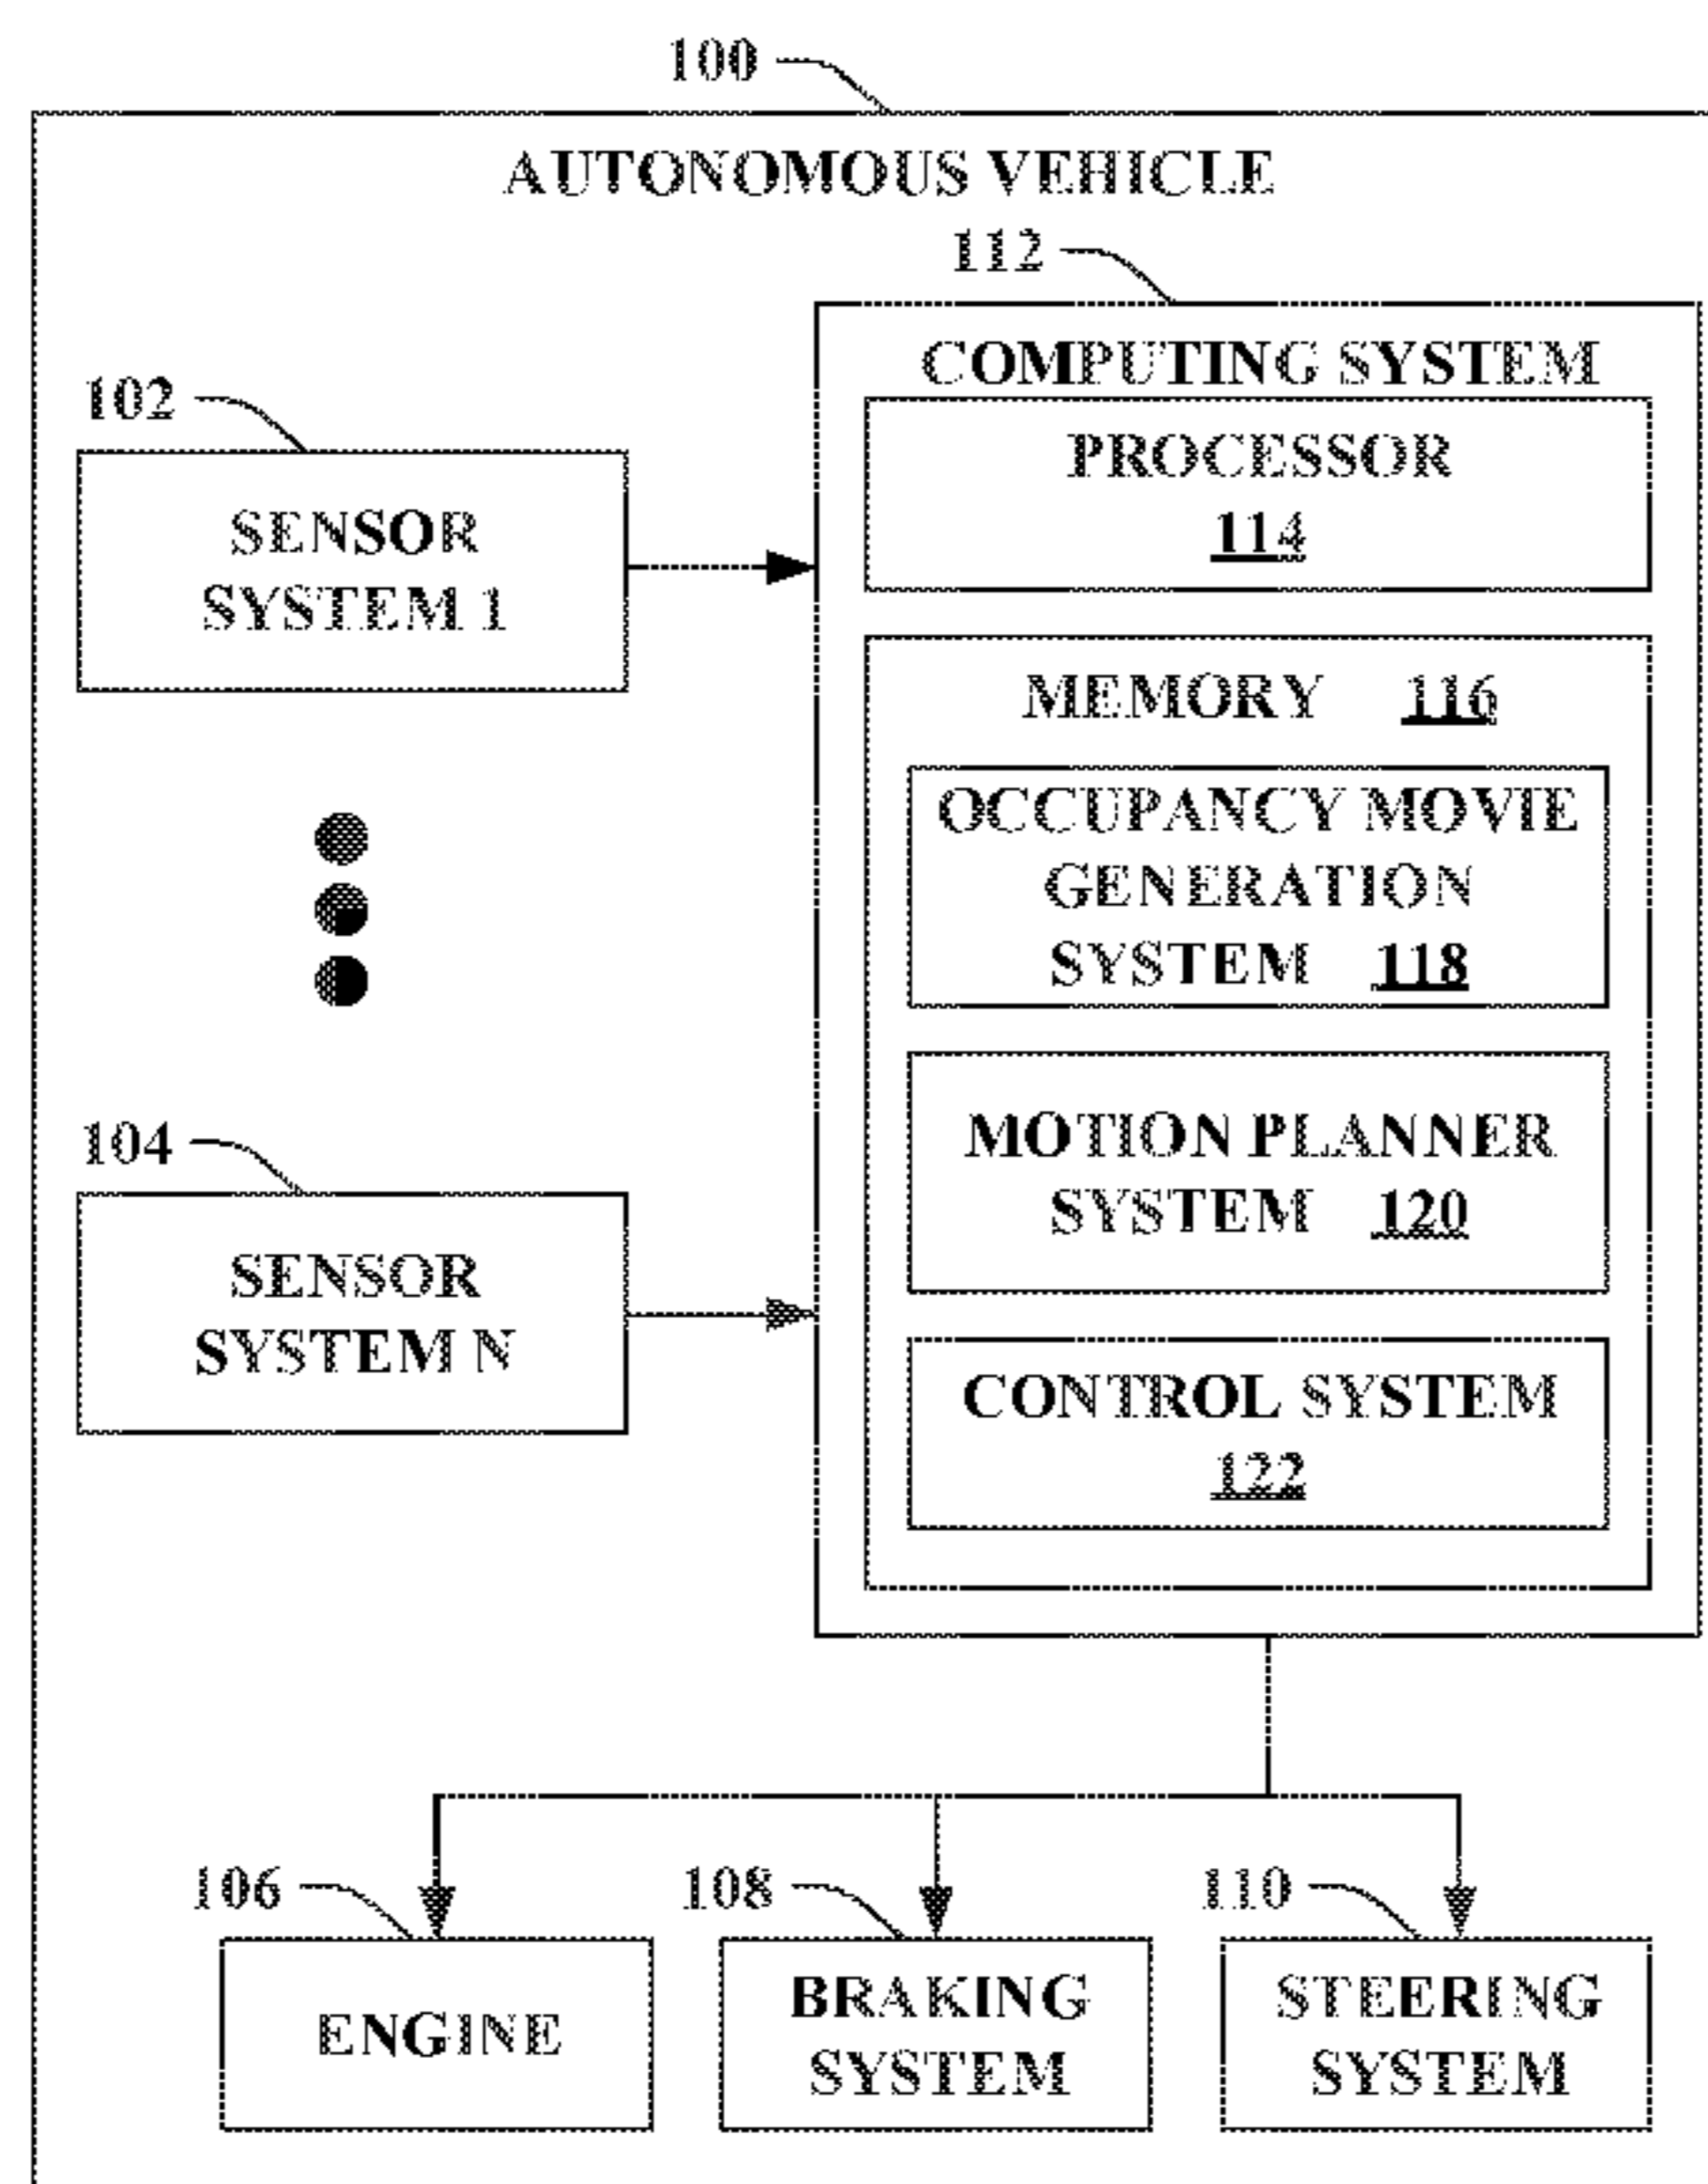 100
AUTONOMOUS VEHICLE
112
COMPUTING SYSTEM
PROCESSOR
114
102
SENSOR
SYSTEM 1
MEMORY 116
OCCUPANCY MOVIE
GENERATION
SYSTEM 118
MOTION PLANNER
SYSTEM 120
104
SENSOR
SYSTEM N
CONTROL SYSTEM
122
106
ENGINE
108
BRAKING
SYSTEM
110
STEERING
SYSTEM